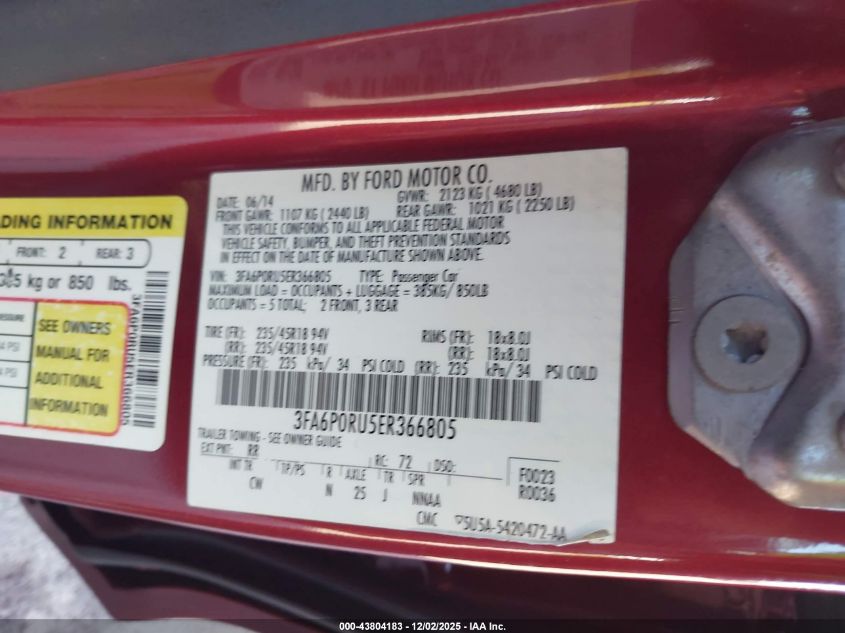 MFD. BY FORD MOTOR CO.
DATE: 06/14 GVWR: 2123 KG ( 4680 LB)
FRONT GAWR: 1107 KG ( 2440 LB) REAR GAWR: 1021 KG ( 2250 LB)
THIS VEHICLE CONFORMS TO ALL APPLICABLE FEDERAL MOTOR
VEHICLE SAFETY, BUMPER, AND THEFT PREVENTION STANDARDS
IN EFFECT ON THE DATE OF MANUFACTURE SHOWN ABOVE.
VIN: 3FA6P0RU5ER366805 TYPE: Passenger Car
MAXIMUM LOAD = OCCUPANTS + LUGGAGE = 385KG/ 850LB
OCCUPANTS = 5 TOTAL; 2 FRONT, 3 REAR
TIRE (FR): 235/45R18 94V RIMS (FR): 18x8.0J
(RR): 235/45R18 94V (RR): 18x8.0J
PRESSURE (FR): 235 kPa/ 34 PSI COLD (RR): 235 kPa/ 34 PSI COLD
3FA6P0RU5ER366805
TRAILER TOWING - SEE OWNER GUIDE
EXT PNT: RR RC: 72 DSO: F0023
INT TR TP/PS R AXLE TR SPR R0036
CW N 25 J NNAA
CMC 5U5A-5420472-AA
ADING INFORMATION
FRONT: 2 REAR: 3
kg or 850 lbs.
SEE OWNERS
MANUAL FOR
ADDITIONAL
INFORMATION
PSI
PSI
3FA6P0RU5ER366805
000-43804183 - 12/02/2025 - IAA Inc.